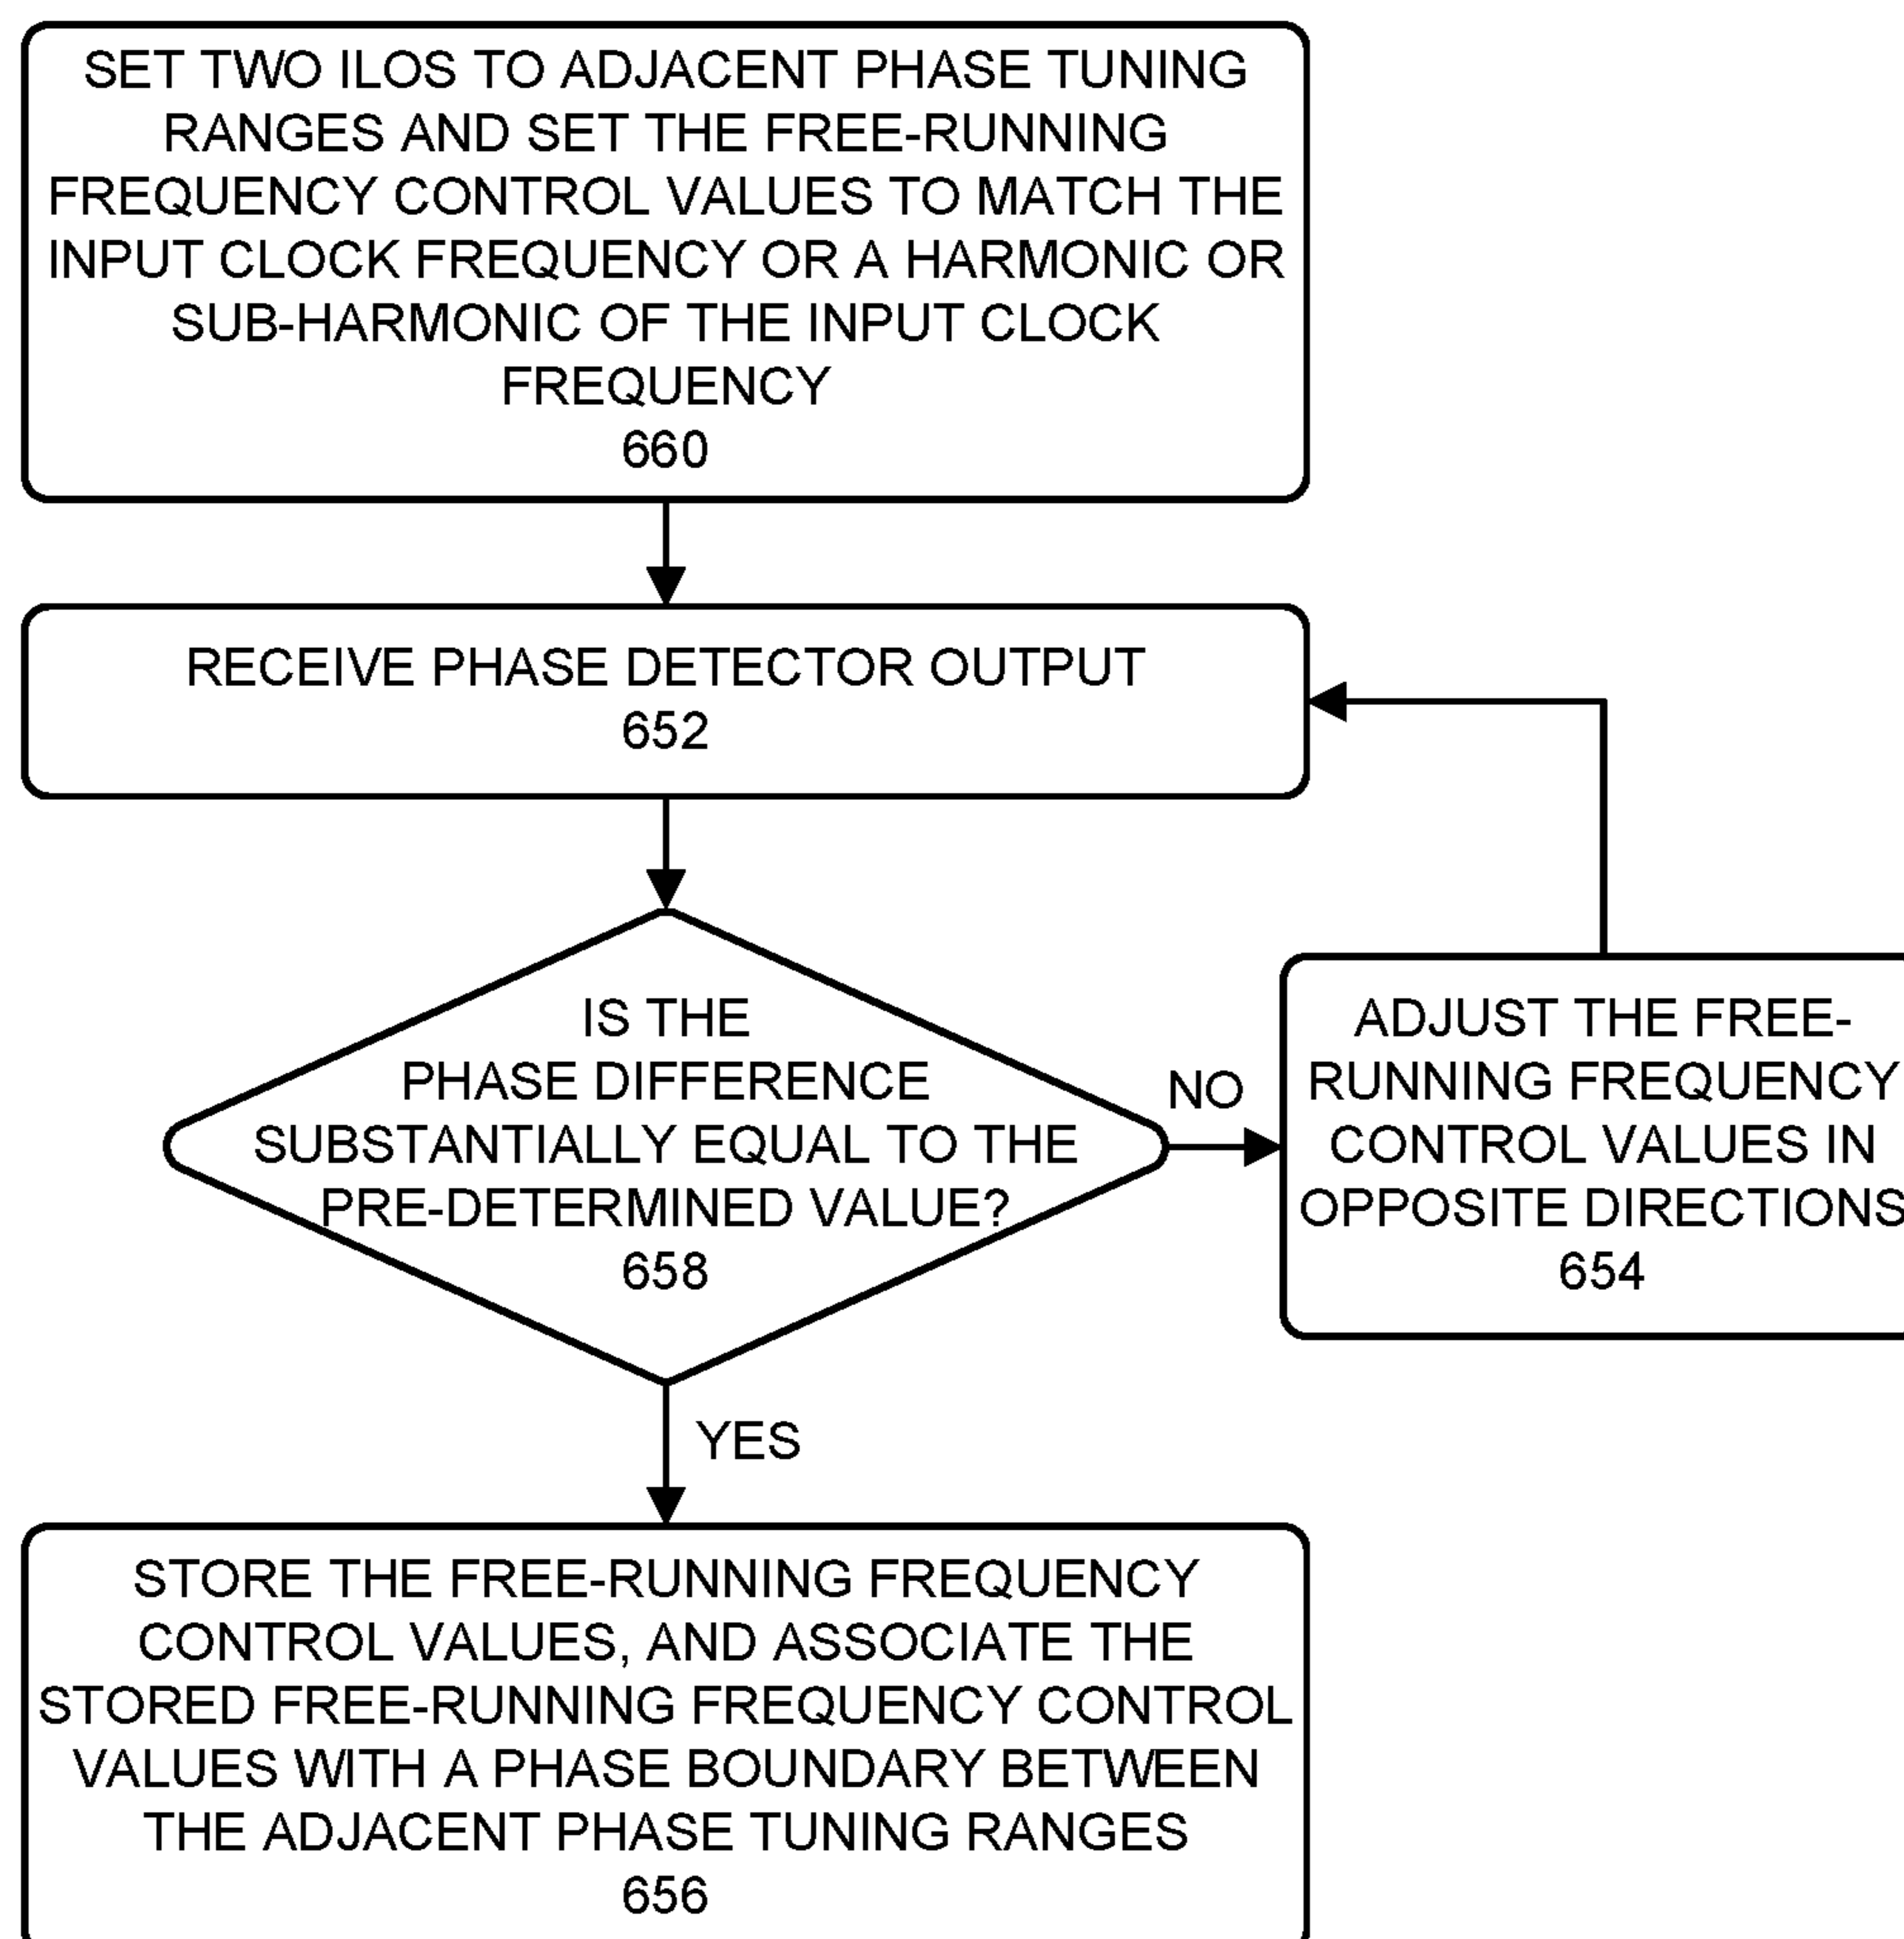 SET TWO ILOS TO ADJACENT PHASE TUNING
RANGES AND SET THE FREE-RUNNING
FREQUENCY CONTROL VALUES TO MATCH THE
INPUT CLOCK FREQUENCY OR A HARMONIC OR
SUB-HARMONIC OF THE INPUT CLOCK
FREQUENCY
660
RECEIVE PHASE DETECTOR OUTPUT
652
IS THE
PHASE DIFFERENCE
SUBSTANTIALLY EQUAL TO THE
PRE-DETERMINED VALUE?
658
NO
ADJUST THE FREE-
RUNNING FREQUENCY
CONTROL VALUES IN
OPPOSITE DIRECTIONS
654
YES
STORE THE FREE-RUNNING FREQUENCY
CONTROL VALUES, AND ASSOCIATE THE
STORED FREE-RUNNING FREQUENCY CONTROL
VALUES WITH A PHASE BOUNDARY BETWEEN
THE ADJACENT PHASE TUNING RANGES
656